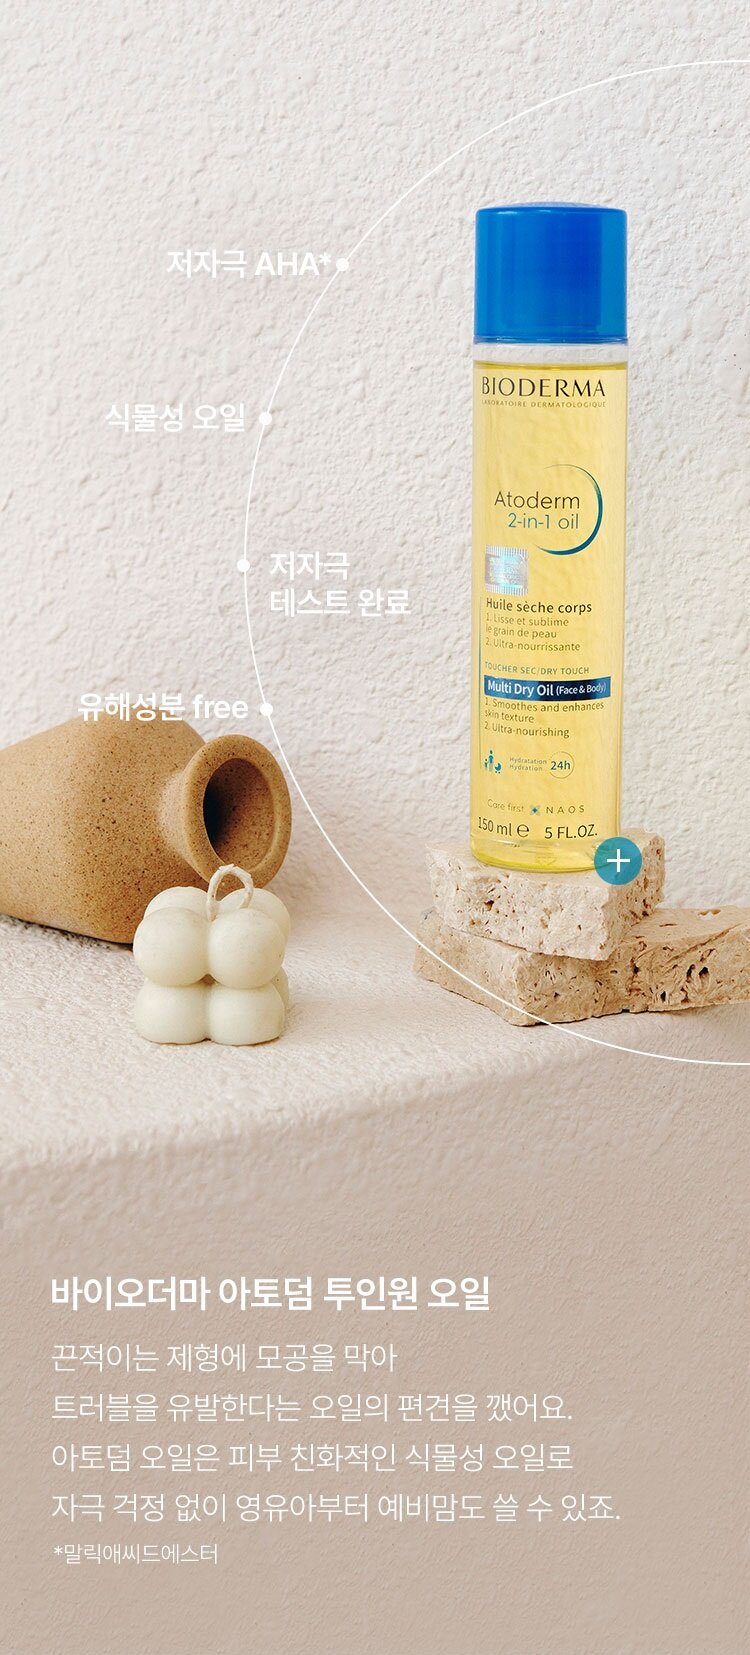 저자극 AHA*
식물성 오일
저자극
테스트 완료
유해성분 free
BIODERMA
LABORATOIRE DERMATOLOGIQUE
Atoderm
2-in-1 oil
Huile sèche corps
1. Lisse et sublime
le grain de peau
2. Ultra-nourrissante
TOUCHER SEC/DRY TOUCH
Multi Dry Oil (Face & Body)
1. Smoothes and enhances
skin texture
2. Ultra-nourishing
Hydratation
Hydration
24h
Care first NAOS
150 ml e 5 FL.OZ.
+
바이오더마 아토덤 투인원 오일
끈적이는 제형에 모공을 막아
트러블을 유발한다는 오일의 편견을 깼어요.
아토덤 오일은 피부 친화적인 식물성 오일로
자극 걱정 없이 영유아부터 예비맘도 쓸 수 있죠.
*말릭애씨드에스터